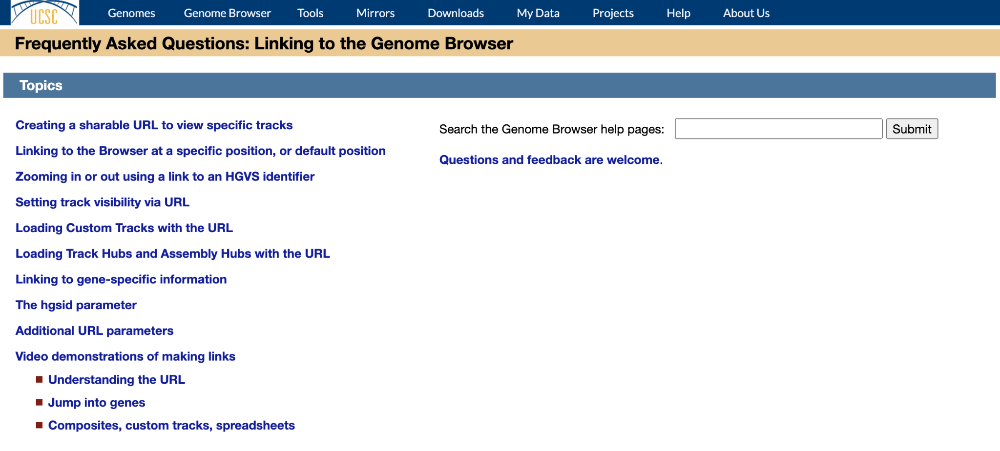 UCSC
Genomes Genome Browser Tools Mirrors Downloads My Data Projects Help About Us
Frequently Asked Questions: Linking to the Genome Browser
Topics
Creating a sharable URL to view specific tracks
Linking to the Browser at a specific position, or default position
Zooming in or out using a link to an HGVS identifier
Setting track visibility via URL
Loading Custom Tracks with the URL
Loading Track Hubs and Assembly Hubs with the URL
Linking to gene-specific information
The hgsid parameter
Additional URL parameters
Video demonstrations of making links
Understanding the URL
Jump into genes
Composites, custom tracks, spreadsheets
Search the Genome Browser help pages: Submit
Questions and feedback are welcome.